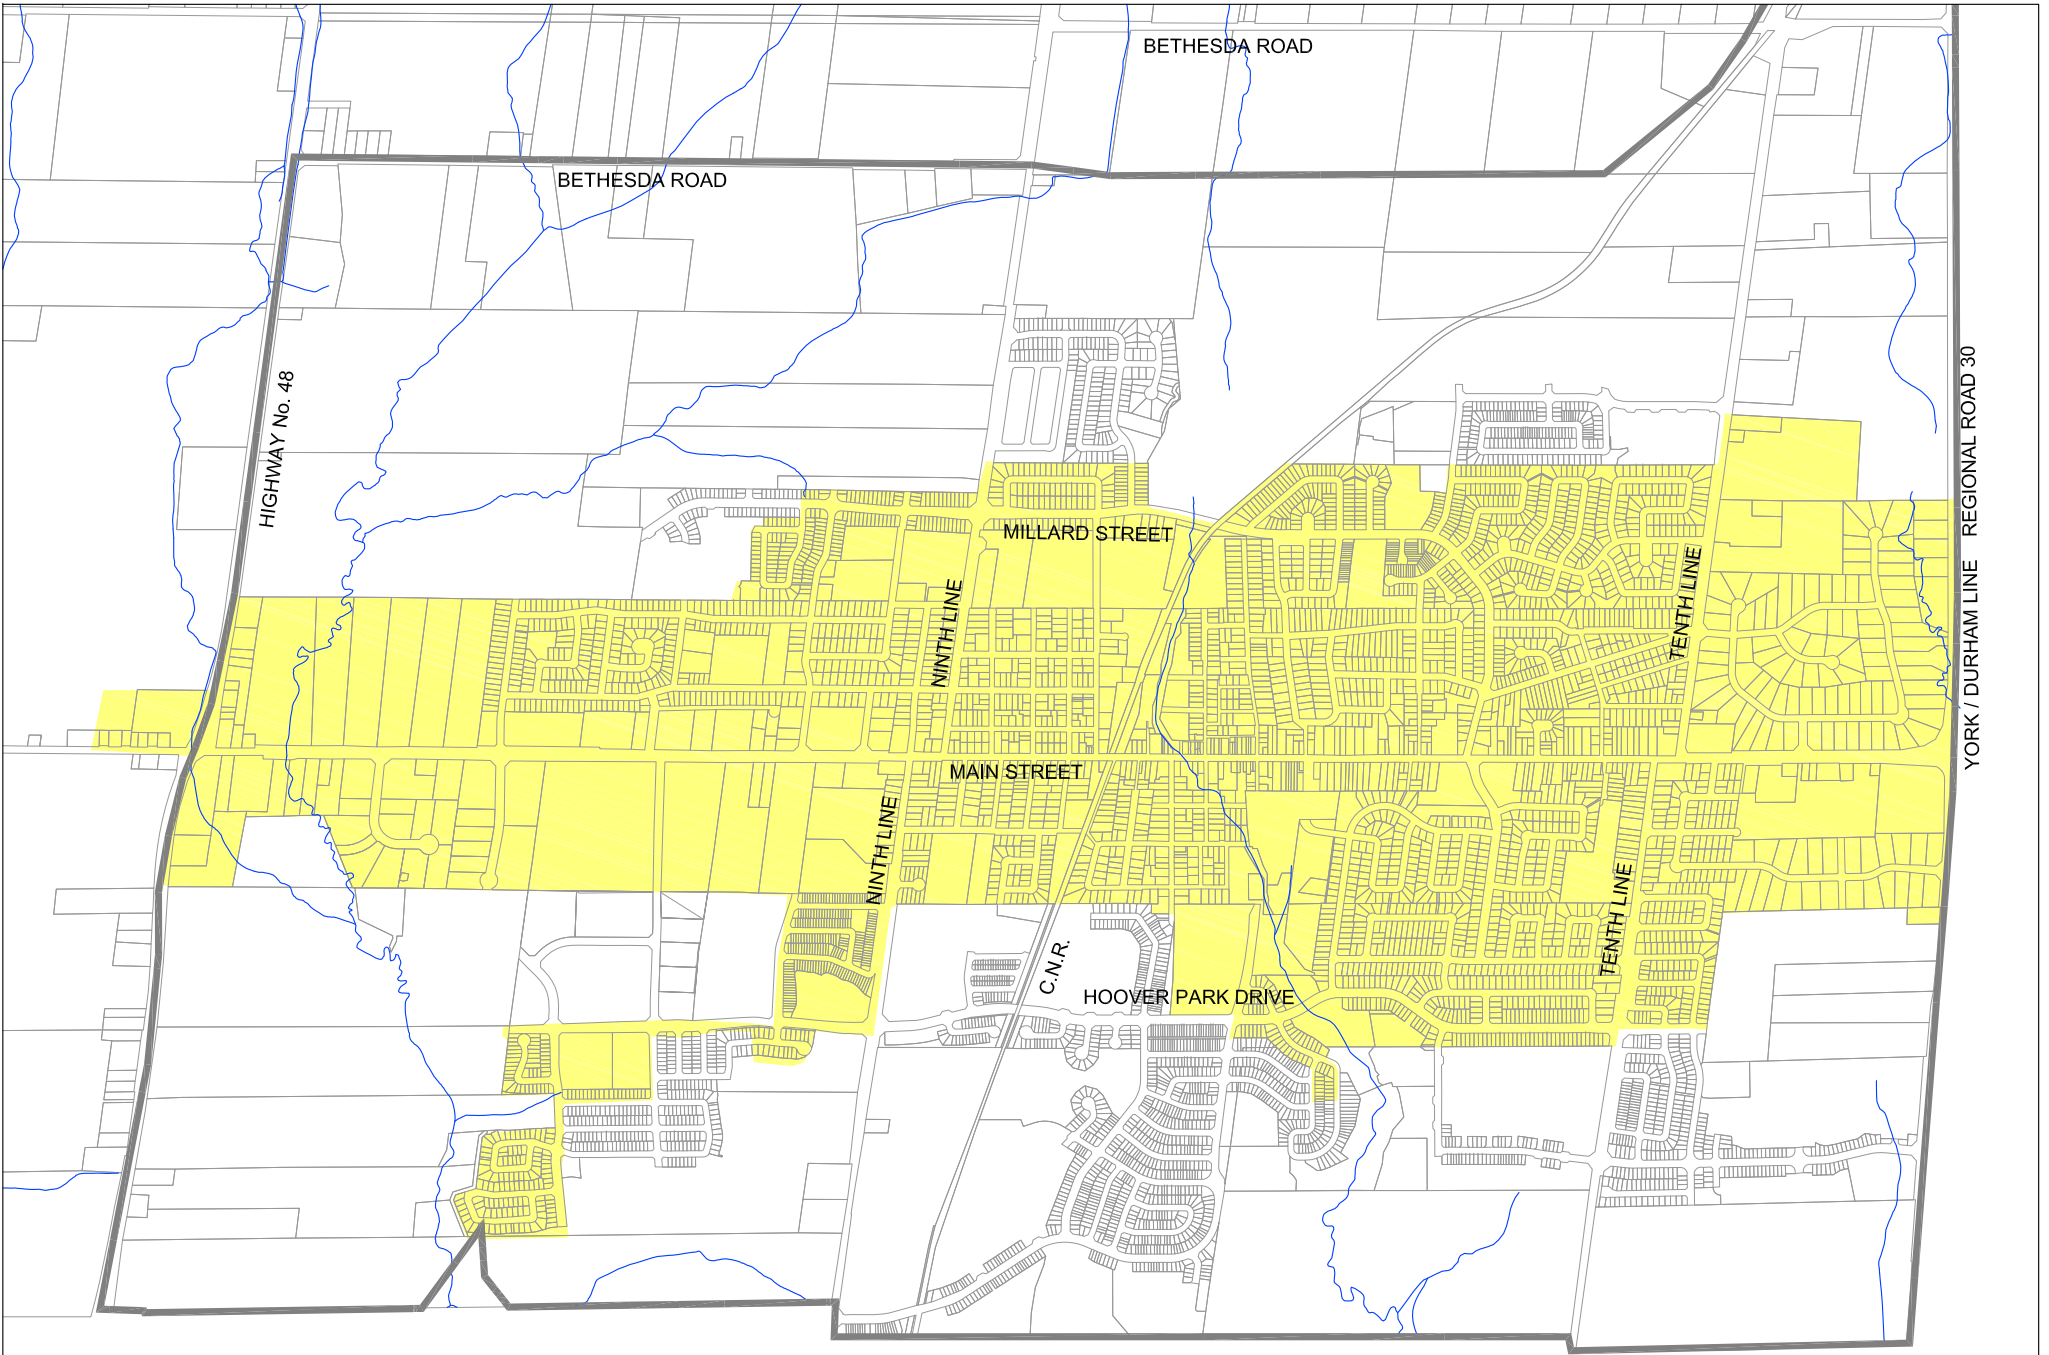 BETHESDA ROAD
BETHESDA ROAD
HIGHWAY No. 48
YORK / DURHAM LINE REGIONAL ROAD 30
MILLARD STREET
NINTH LINE
TENTH LINE
MAIN STREET
NINTH LINE
TENTH LINE
C.N.R.
HOOVER PARK DRIVE